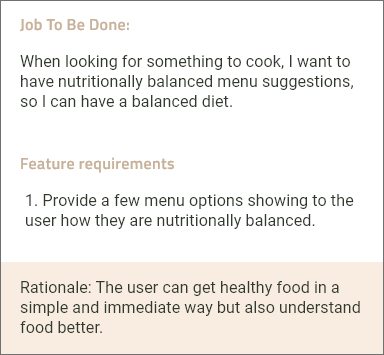 Job To Be Done:
When looking for something to cook, I want to
have nutritionally balanced menu suggestions,
so I can have a balanced diet.
Feature requirements
1. Provide a few menu options showing to the
user how they are nutritionally balanced.
Rationale: The user can get healthy food in a
simple and immediate way but also understand
food better.